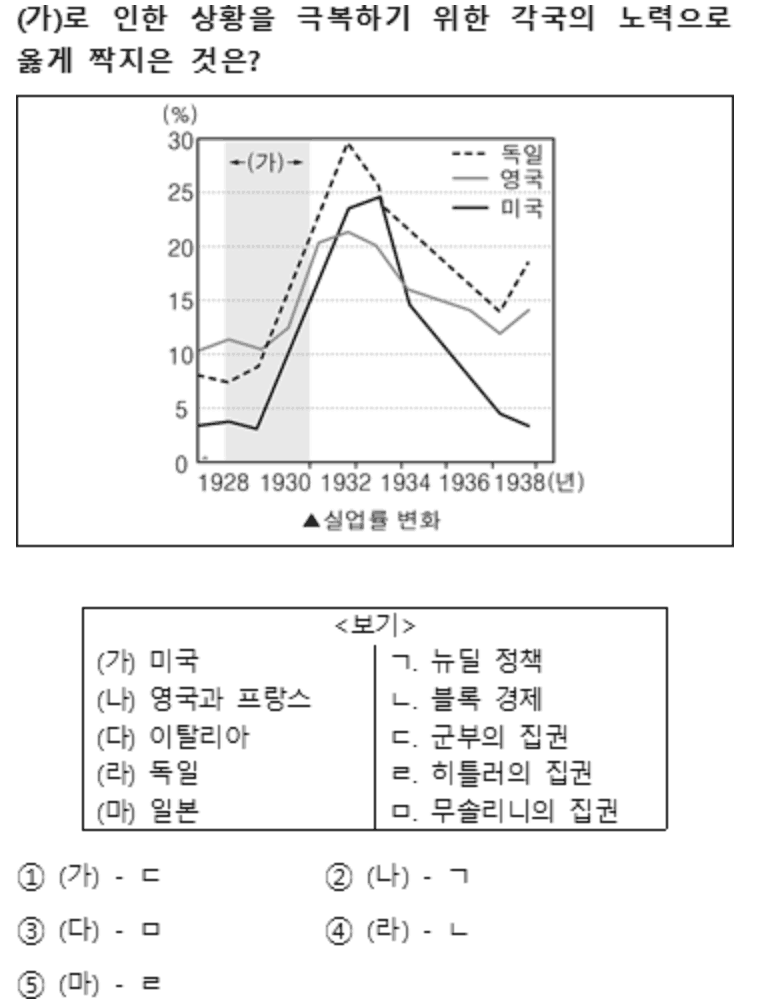 (가)로 인한 상황을 극복하기 위한 각국의 노력으로
옳게 짝지은 것은?
(%)
30
25
20
15
10
5
0
←(가)→
독일
영국
미국
1928 1930 1932 1934 1936 1938(년)
▲실업률 변화
<보기>
(가) 미국 ㄱ. 뉴딜 정책
(나) 영국과 프랑스 ㄴ. 블록 경제
(다) 이탈리아 ㄷ. 군부의 집권
(라) 독일 ㄹ. 히틀러의 집권
(마) 일본 ㅁ. 무솔리니의 집권
① (가) - ㄷ ② (나) - ㄱ
③ (다) - ㅁ ④ (라) - ㄴ
⑤ (마) - ㄹ